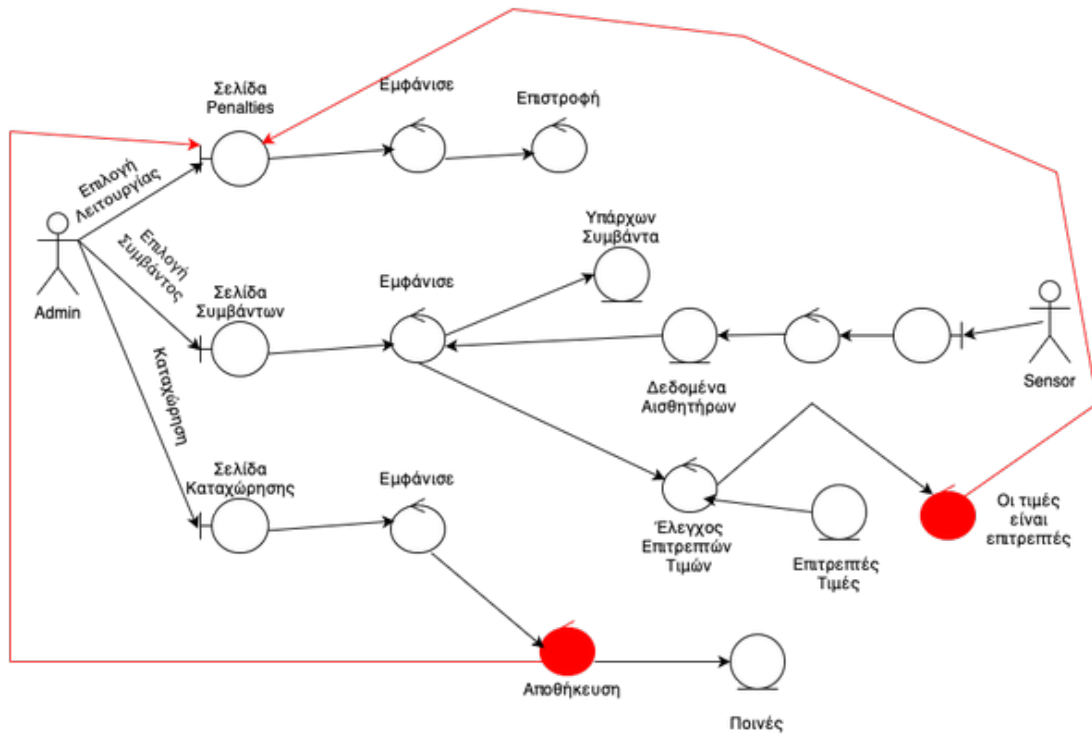 Σελίδα
Penalties
Εμφάνισε
Επιστροφή
Επιλογή
Λειτουργίας
Admin
Επιλογή
Συμβάντος
Σελίδα
Συμβάντων
Εμφάνισε
Υπάρχων
Συμβάντα
Δεδομένα
Αισθητήρων
Sensor
Καταχώρηση
Σελίδα
Καταχώρησης
Εμφάνισε
Έλεγχος
Επιτρεπτών
Τιμών
Επιτρεπτές
Τιμές
Οι τιμές
είναι
επιτρεπτές
Αποθήκευση
Ποινές